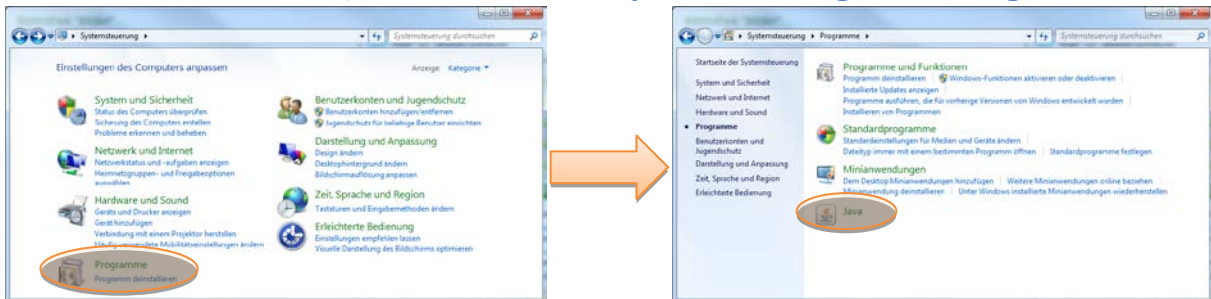 Systemsteuerung
Systemsteuerung durchsuchen
Einstellungen des Computers anpassen
Anzeige: Kategorie
System und Sicherheit
Status des Computers überprüfen
Sicherung des Computers erstellen
Probleme erkennen und beheben
Netzwerk und Internet
Netzwerkstatus und -aufgaben anzeigen
Heimnetzgruppen- und Freigabeoptionen
auswählen
Hardware und Sound
Geräte und Drucker anzeigen
Gerät hinzufügen
Verbindung mit einem Projektor herstellen
Häufig verwendete Mobilitätseinstellungen ändern
Programme
Programm deinstallieren
Benutzerkonten und Jugendschutz
Benutzerkonten hinzufügen/entfernen
Jugendschutz für beliebige Benutzer einrichten
Darstellung und Anpassung
Design ändern
Desktophintergrund ändern
Bildschirmauflösung anpassen
Zeit, Sprache und Region
Tastaturen und Eingabemethoden ändern
Erleichterte Bedienung
Einstellungen empfehlen lassen
Visuelle Darstellung des Bildschirms optimieren
Systemsteuerung Programme
Systemsteuerung durchsuchen
Startseite der Systemsteuerung
System und Sicherheit
Netzwerk und Internet
Hardware und Sound
Programme
Benutzerkonten und
Jugendschutz
Darstellung und Anpassung
Zeit, Sprache und Region
Erleichterte Bedienung
Programme und Funktionen
Programm deinstallieren Windows-Funktionen aktivieren oder deaktivieren
Installierte Updates anzeigen
Programme ausführen, die für vorherige Versionen von Windows entwickelt wurden
Installieren von Programmen
Standardprogramme
Standardeinstellungen für Medien und Geräte ändern
Dateityp immer mit einem bestimmten Programm öffnen Standardprogramme festlegen
Minianwendungen
Dem Desktop Minianwendungen hinzufügen Weitere Minianwendungen online beziehen
Minianwendung deinstallieren Unter Windows installierte Minianwendungen wiederherstellen
Java